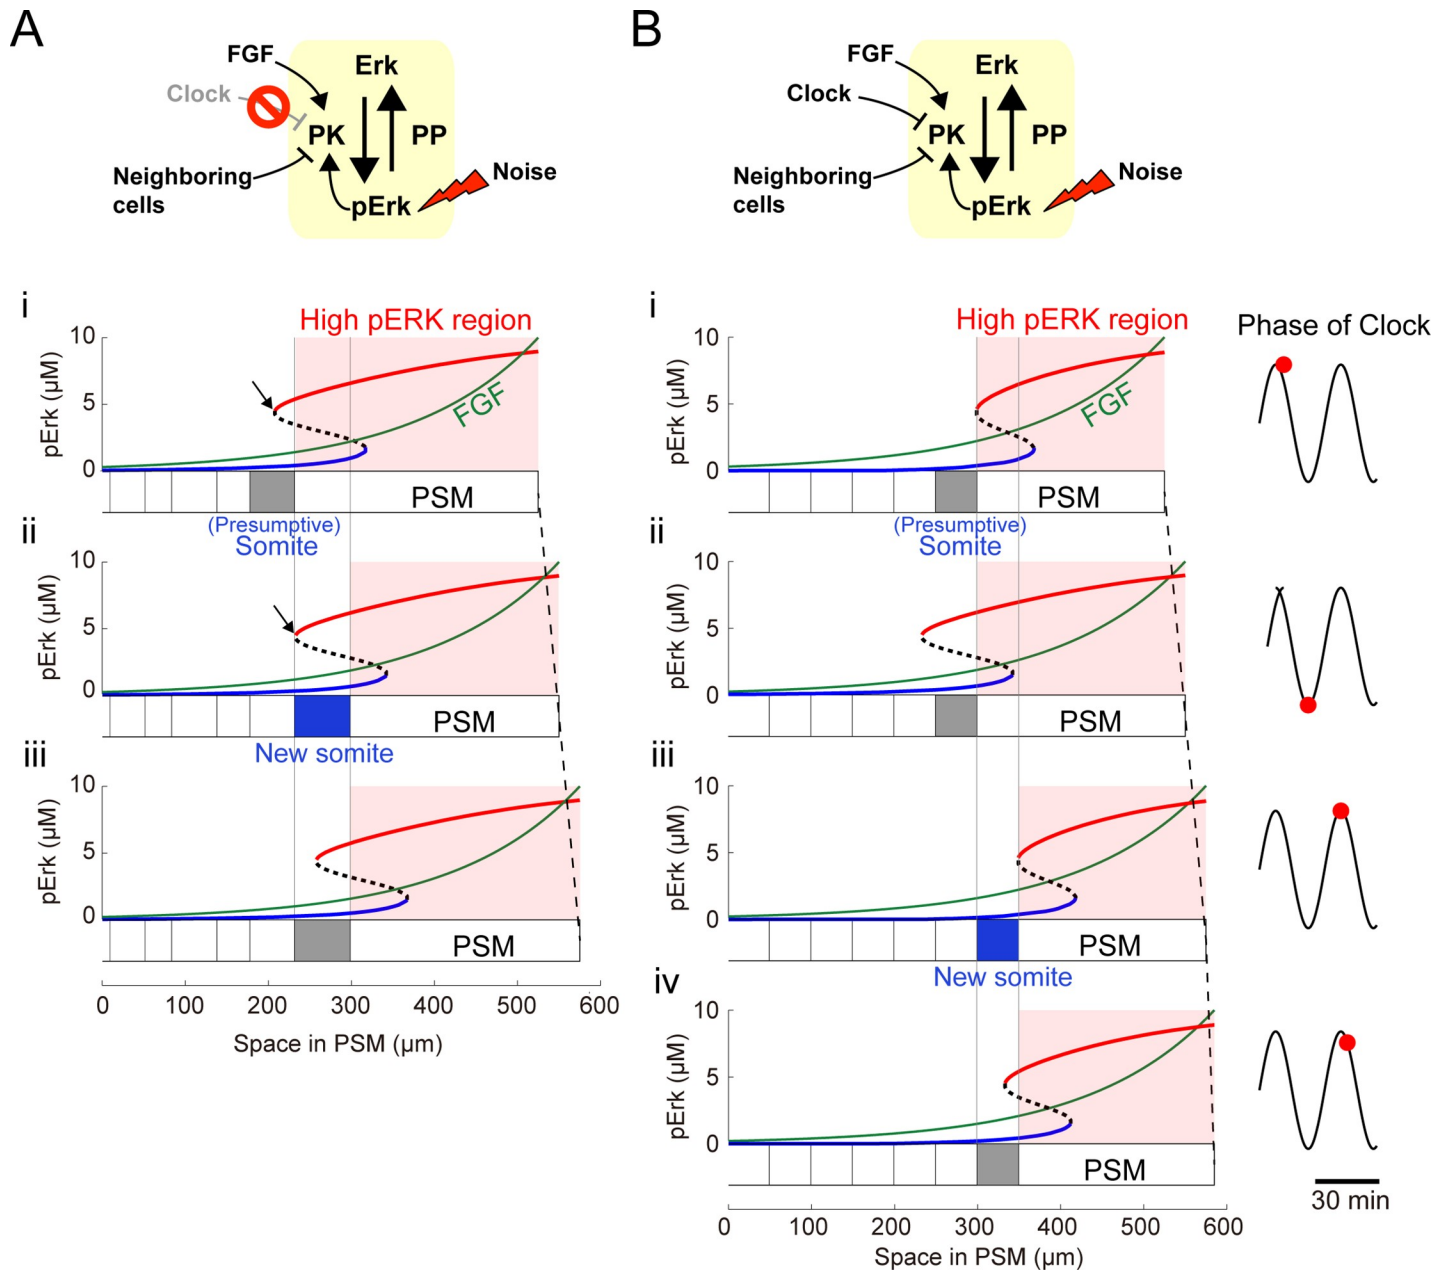 A
FGF
Clock
Erk
PK
PP
Neighboring
cells
pErk
Noise
i
High pERK region
pErk (μM)
10
5
0
FGF
PSM
(Presumptive)
Somite
ii
pErk (μM)
10
5
0
PSM
New somite
iii
pErk (μM)
10
5
0
PSM
0 100 200 300 400 500 600
Space in PSM (μm)
B
FGF
Clock
Erk
PK
PP
Neighboring
cells
pErk
Noise
i
High pERK region
Phase of Clock
pErk (μM)
10
5
0
FGF
PSM
(Presumptive)
Somite
ii
pErk (μM)
10
5
0
PSM
iii
pErk (μM)
10
5
0
PSM
New somite
iv
pErk (μM)
10
5
0
PSM
30 min
0 100 200 300 400 500 600
Space in PSM (μm)